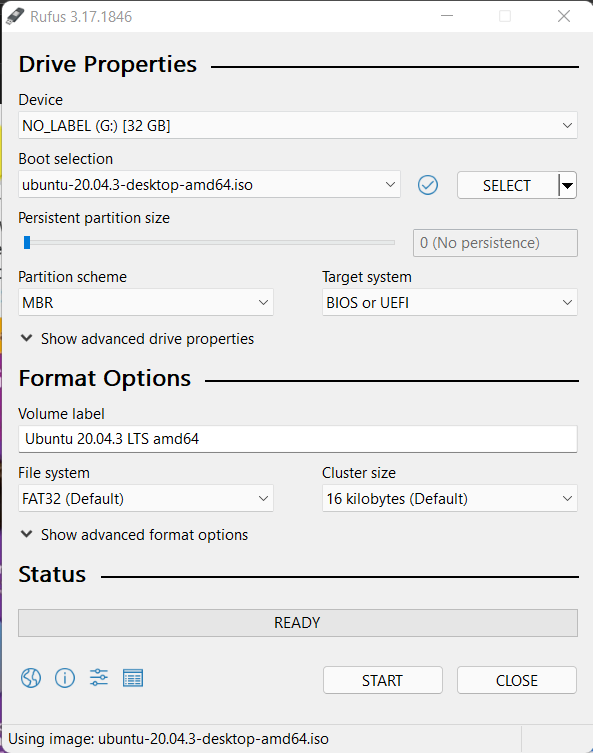 Rufus 3.17.1846
Drive Properties
Device
NO_LABEL (G:) [32 GB]
Boot selection
ubuntu-20.04.3-desktop-amd64.iso
SELECT
Persistent partition size
0 (No persistence)
Partition scheme
Target system
MBR
BIOS or UEFI
Show advanced drive properties
Format Options
Volume label
Ubuntu 20.04.3 LTS amd64
File system
Cluster size
FAT32 (Default)
16 kilobytes (Default)
Show advanced format options
Status
READY
START
CLOSE
Using image: ubuntu-20.04.3-desktop-amd64.iso